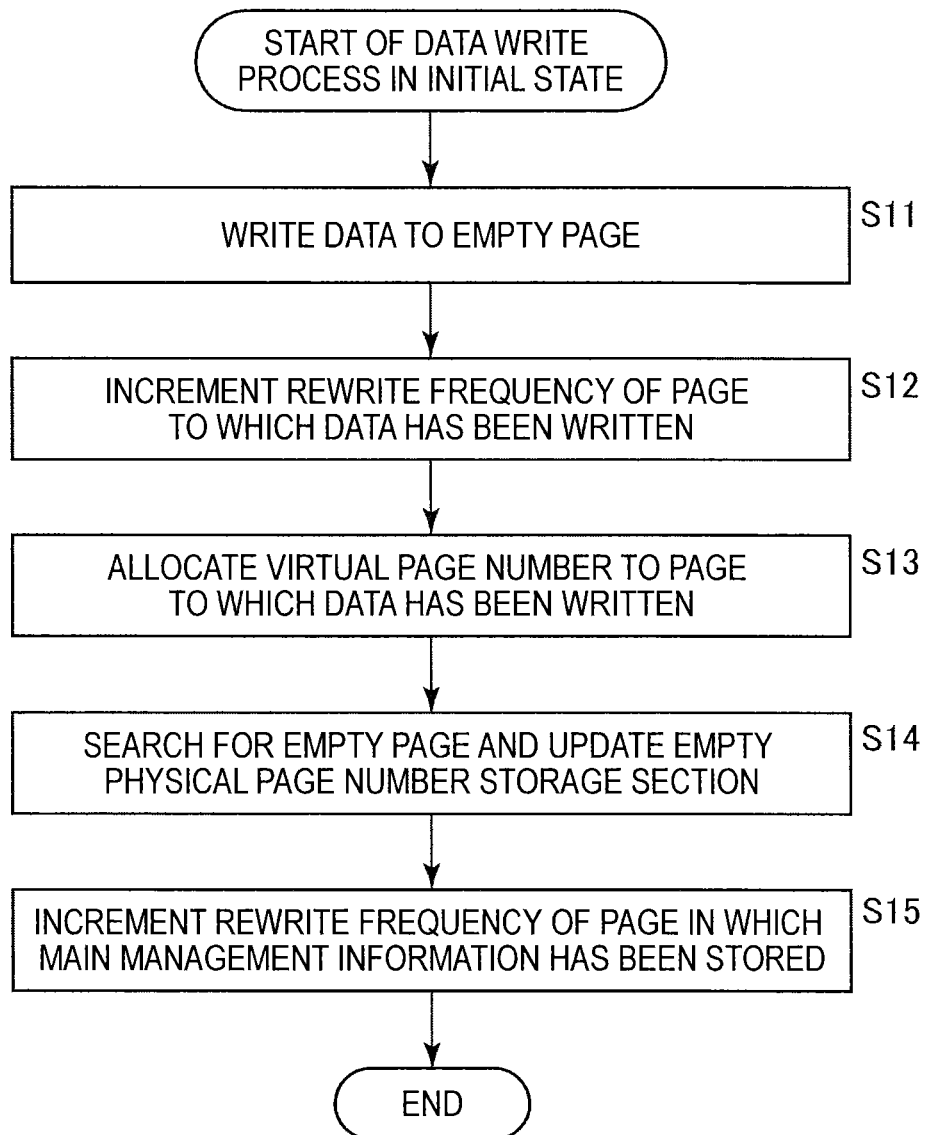 START OF DATA WRITE
PROCESS IN INITIAL STATE
WRITE DATA TO EMPTY PAGE
S11
INCREMENT REWRITE FREQUENCY OF PAGE
TO WHICH DATA HAS BEEN WRITTEN
S12
ALLOCATE VIRTUAL PAGE NUMBER TO PAGE
TO WHICH DATA HAS BEEN WRITTEN
S13
SEARCH FOR EMPTY PAGE AND UPDATE EMPTY
PHYSICAL PAGE NUMBER STORAGE SECTION
S14
INCREMENT REWRITE FREQUENCY OF PAGE IN WHICH
MAIN MANAGEMENT INFORMATION HAS BEEN STORED
S15
END